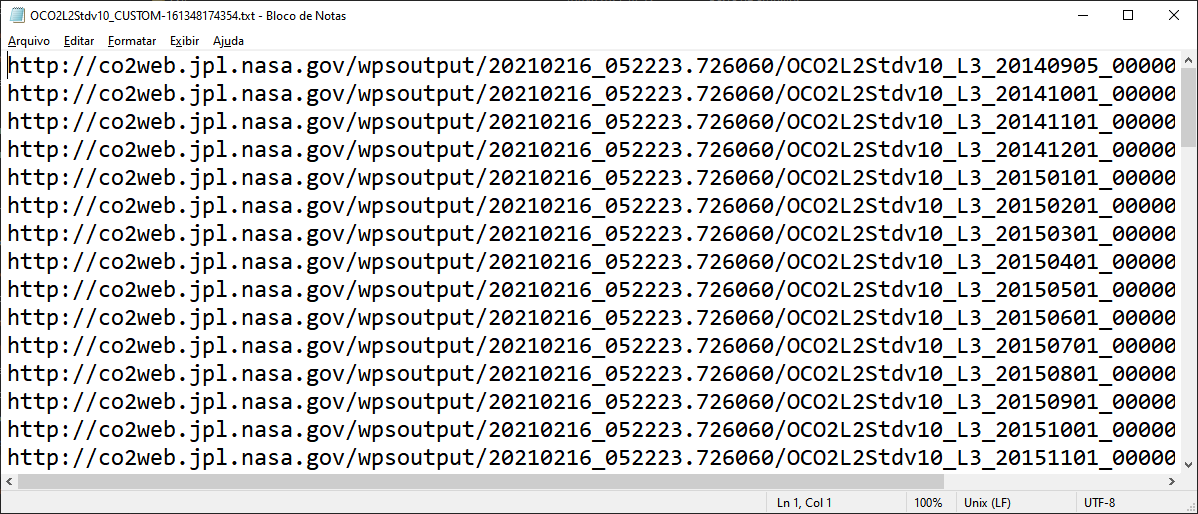 OCO2L2Stdv10_CUSTOM-161348174354.txt - Bloco de Notas
Arquivo Editar Formatar Exibir Ajuda
http://co2web.jpl.nasa.gov/wpsoutput/20210216_052223.726060/OCO2L2Stdv10_L3_20140905_00000
http://co2web.jpl.nasa.gov/wpsoutput/20210216_052223.726060/OCO2L2Stdv10_L3_20141001_00000
http://co2web.jpl.nasa.gov/wpsoutput/20210216_052223.726060/OCO2L2Stdv10_L3_20141101_00000
http://co2web.jpl.nasa.gov/wpsoutput/20210216_052223.726060/OCO2L2Stdv10_L3_20141201_00000
http://co2web.jpl.nasa.gov/wpsoutput/20210216_052223.726060/OCO2L2Stdv10_L3_20150101_00000
http://co2web.jpl.nasa.gov/wpsoutput/20210216_052223.726060/OCO2L2Stdv10_L3_20150201_00000
http://co2web.jpl.nasa.gov/wpsoutput/20210216_052223.726060/OCO2L2Stdv10_L3_20150301_00000
http://co2web.jpl.nasa.gov/wpsoutput/20210216_052223.726060/OCO2L2Stdv10_L3_20150401_00000
http://co2web.jpl.nasa.gov/wpsoutput/20210216_052223.726060/OCO2L2Stdv10_L3_20150501_00000
http://co2web.jpl.nasa.gov/wpsoutput/20210216_052223.726060/OCO2L2Stdv10_L3_20150601_00000
http://co2web.jpl.nasa.gov/wpsoutput/20210216_052223.726060/OCO2L2Stdv10_L3_20150701_00000
http://co2web.jpl.nasa.gov/wpsoutput/20210216_052223.726060/OCO2L2Stdv10_L3_20150801_00000
http://co2web.jpl.nasa.gov/wpsoutput/20210216_052223.726060/OCO2L2Stdv10_L3_20150901_00000
http://co2web.jpl.nasa.gov/wpsoutput/20210216_052223.726060/OCO2L2Stdv10_L3_20151001_00000
http://co2web.jpl.nasa.gov/wpsoutput/20210216_052223.726060/OCO2L2Stdv10_L3_20151101_00000
Ln 1, Col 1 100% Unix (LF) UTF-8